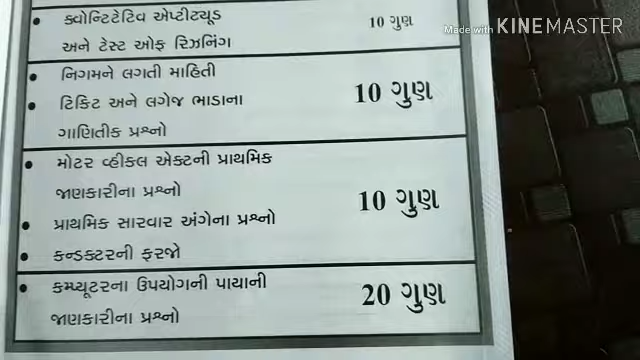 Made with KINEMASTER
• ક્વોન્ટિટેટિવ એપ્ટીટ્યૂડ
અને ટેસ્ટ ઓફ રિઝનિંગ
10 ગુણ
• નિગમને લગતી માહિતી
• ટિકિટ અને લગેજ ભાડાના
ગાણિતીક પ્રશ્નો
10 ગુણ
• મોટર વ્હીકલ એક્ટની પ્રાથમિક
જાણકારીના પ્રશ્નો
• પ્રાથમિક સારવાર અંગેના પ્રશ્નો
• કન્ડક્ટરની ફરજો
10 ગુણ
• કમ્પ્યૂટરના ઉપયોગની પાયાની
જાણકારીના પ્રશ્નો
20 ગુણ